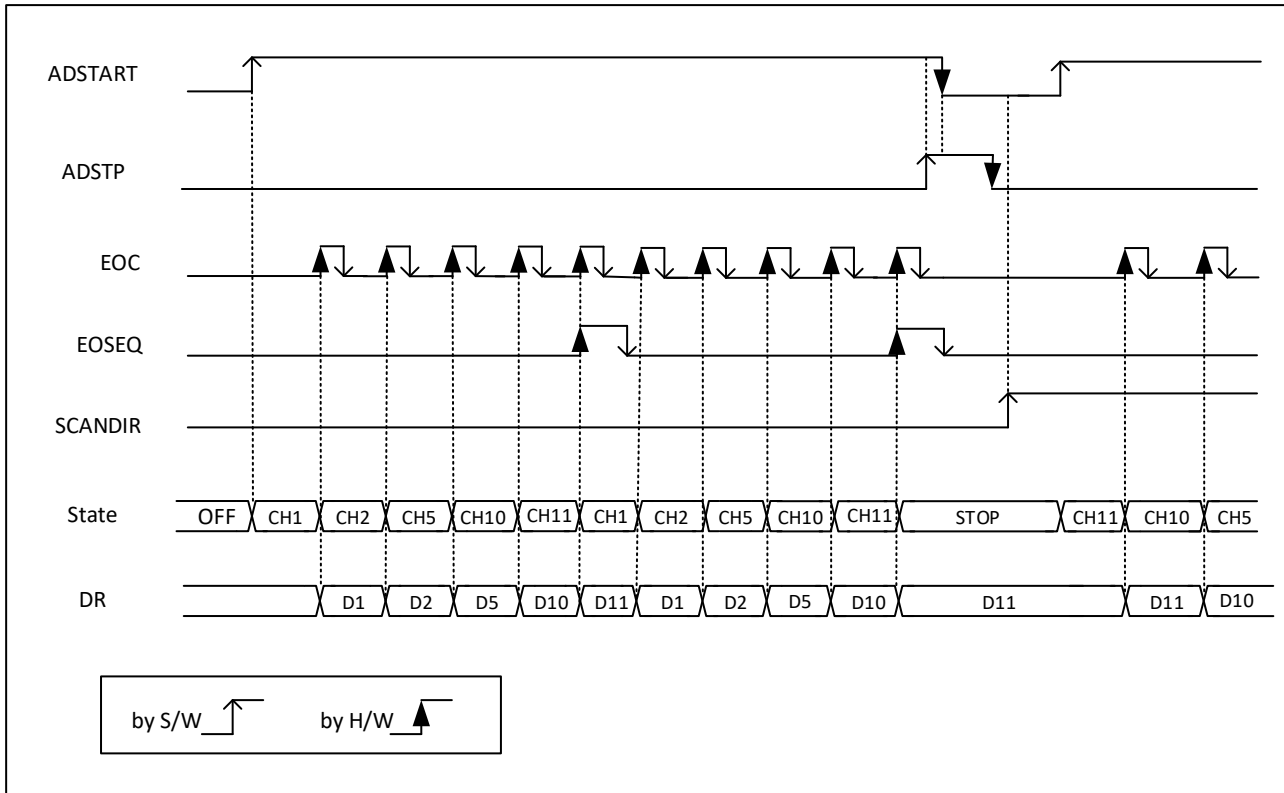 ADSTART
ADSTP
EOC
EOSEQ
SCANDIR
State OFF CH1 CH2 CH5 CH10 CH11 CH1 CH2 CH5 CH10 CH11 STOP CH11 CH10 CH5
DR D1 D2 D5 D10 D11 D1 D2 D5 D10 D11 D11 D10
by S/W by H/W